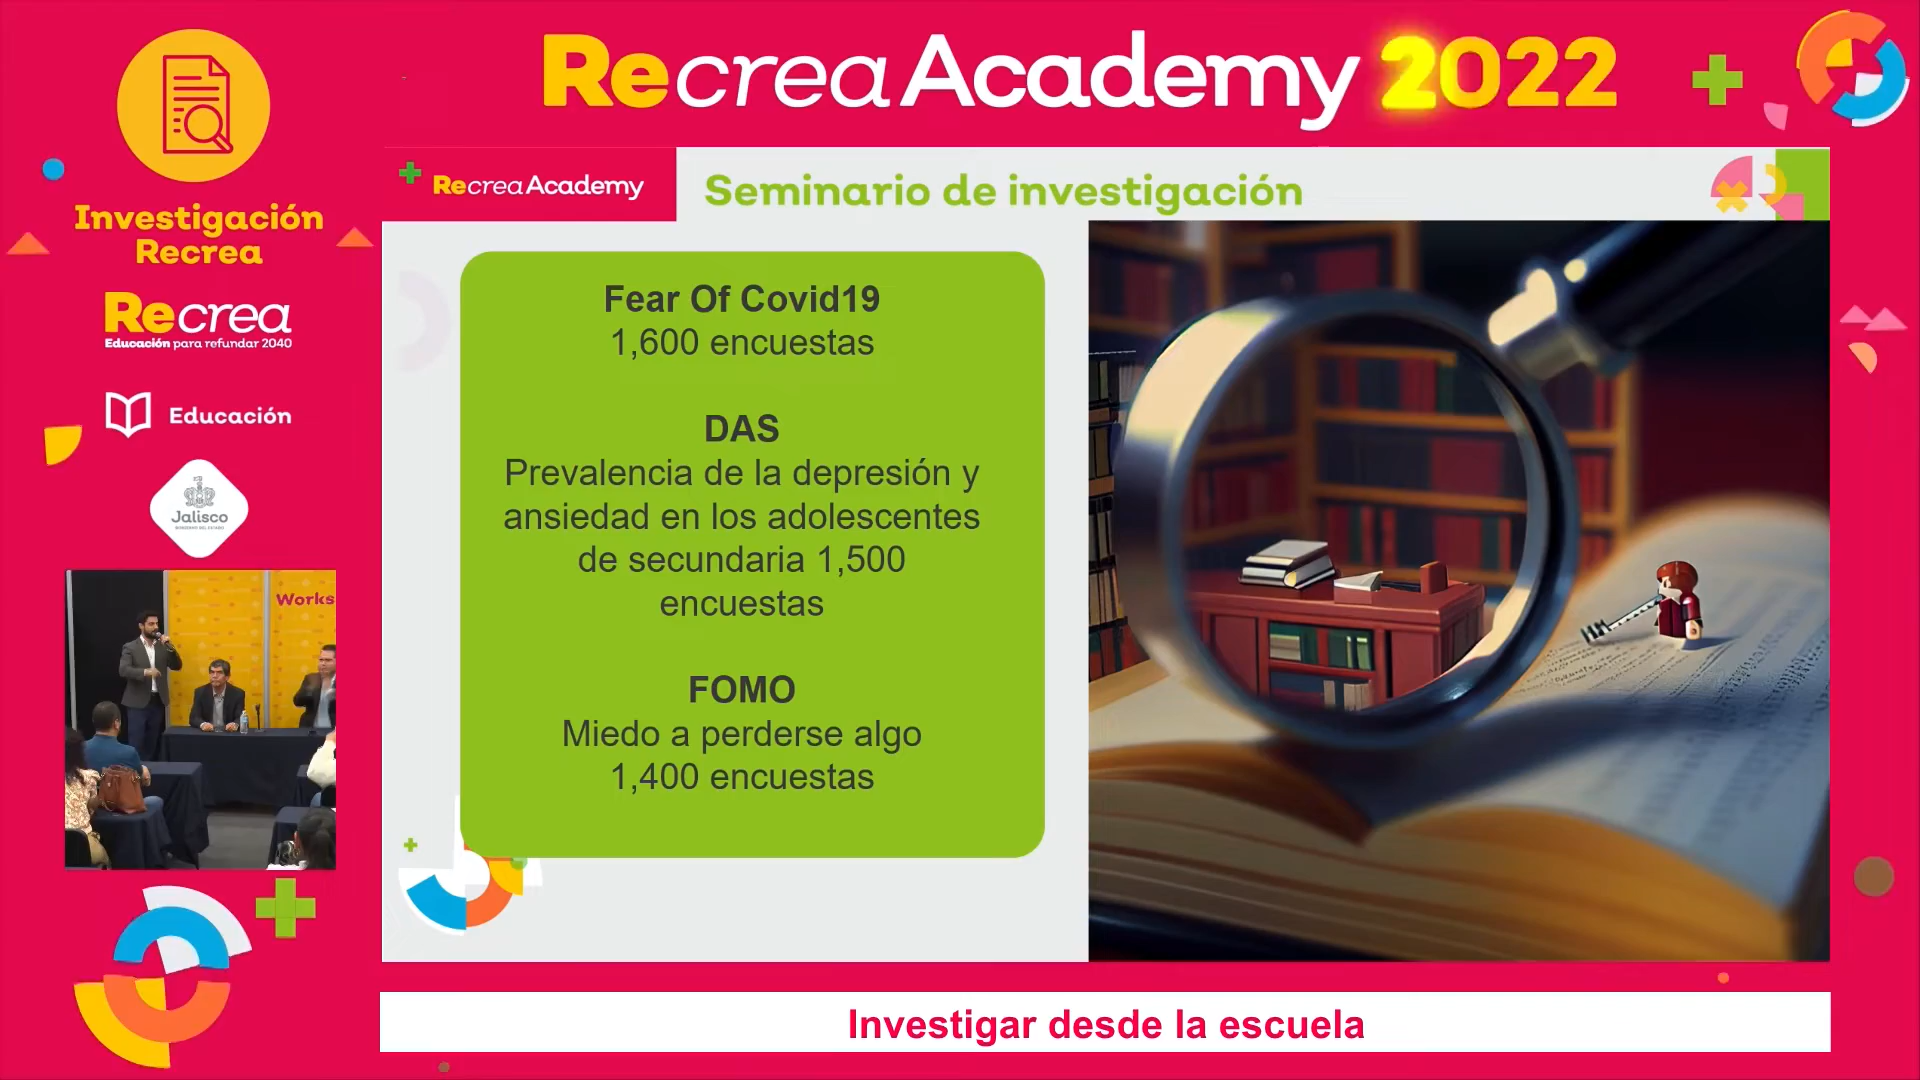 RecreaAcademy 2022
Investigación
Recrea
Recrea
Educación para refundar 2040
Educación
Jalisco
Works
RecreaAcademy
Seminario de investigación
Fear Of Covid19
1,600 encuestas
DAS
Prevalencia de la depresión y
ansiedad en los adolescentes
de secundaria 1,500
encuestas
FOMO
Miedo a perderse algo
1,400 encuestas
Investigar desde la escuela